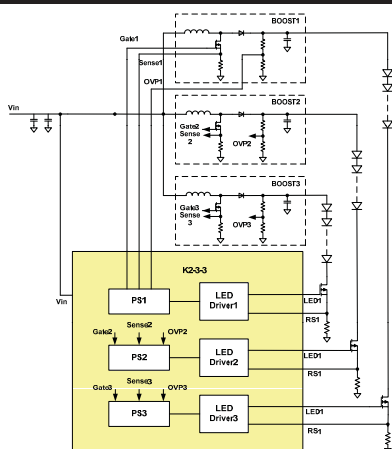 BOOST1
Gate1
Sense1
OVP1
BOOST2
Vin
Gate2
Sense
2
OVP2
BOOST3
Gate3
Sense
3
OVP3
K2-3-3
Vin
PS1
LED
Driver1
LED1
RS1
Gate2
Sense2
OVP2
PS2
LED
Driver2
LED1
RS1
Gate3
Sense3
OVP3
PS3
LED
Driver3
LED1
RS1